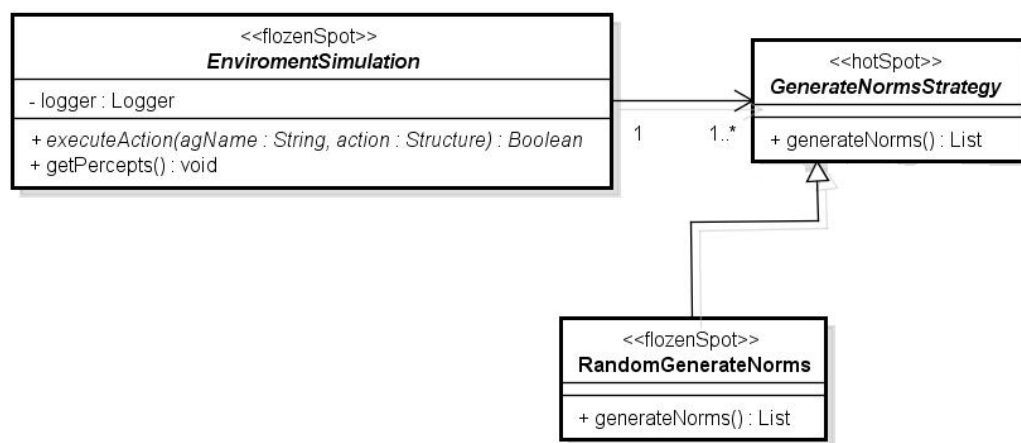 <<flozenSpot>>
EnviromentSimulation
- logger : Logger
+ executeAction(agName : String, action : Structure) : Boolean
+ getPercepts() : void
1
1..*
<<hotSpot>>
GenerateNormsStrategy
+ generateNorms() : List
<<flozenSpot>>
RandomGenerateNorms
+ generateNorms() : List